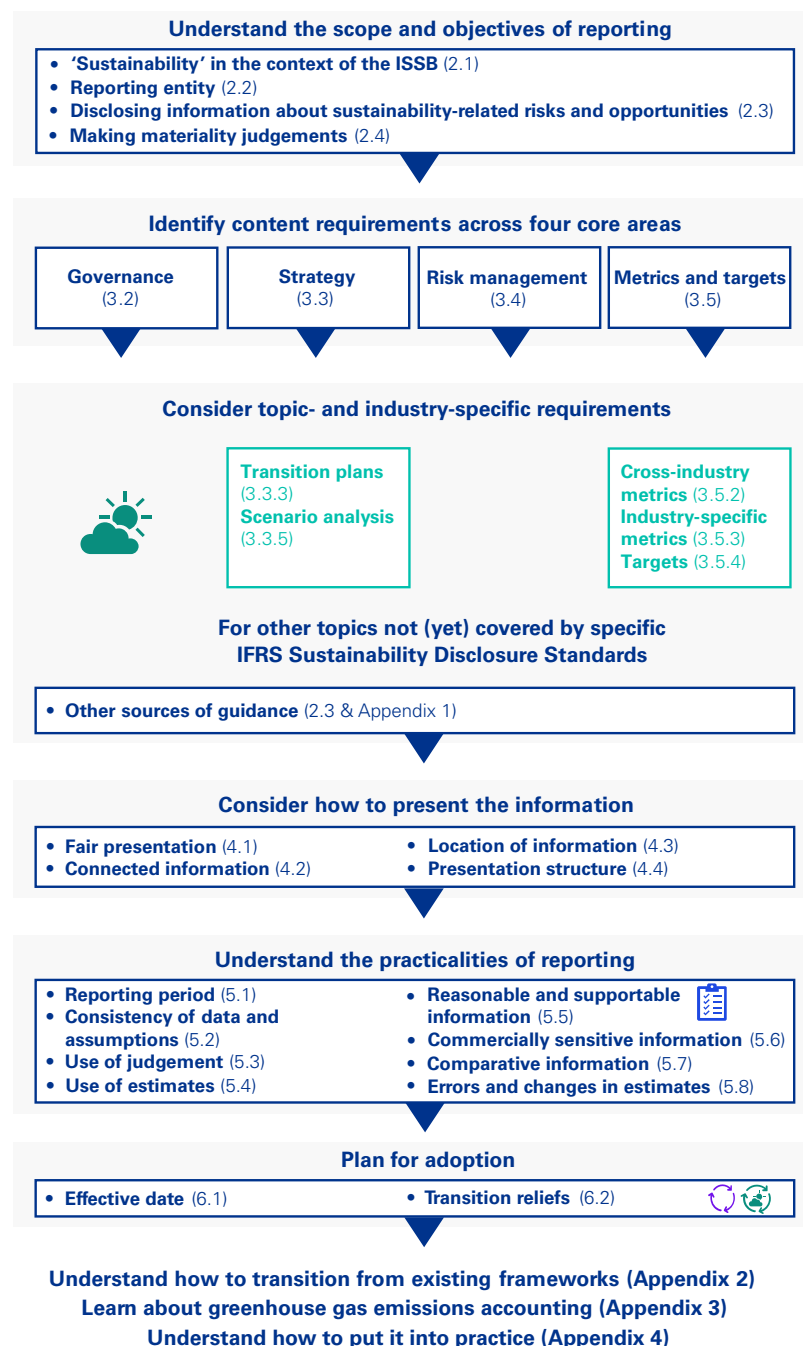 Understand the scope and objectives of reporting
• ‘Sustainability’ in the context of the ISSB (2.1)
• Reporting entity (2.2)
• Disclosing information about sustainability-related risks and opportunities (2.3)
• Making materiality judgements (2.4)
Identify content requirements across four core areas
Governance
(3.2)
Strategy
(3.3)
Risk management
(3.4)
Metrics and targets
(3.5)
Consider topic- and industry-specific requirements
Transition plans
(3.3.3)
Scenario analysis
(3.3.5)
Cross-industry
metrics (3.5.2)
Industry-specific
metrics (3.5.3)
Targets (3.5.4)
For other topics not (yet) covered by specific
IFRS Sustainability Disclosure Standards
• Other sources of guidance (2.3 & Appendix 1)
Consider how to present the information
• Fair presentation (4.1)
• Connected information (4.2)
• Location of information (4.3)
• Presentation structure (4.4)
Understand the practicalities of reporting
• Reporting period (5.1)
• Consistency of data and
assumptions (5.2)
• Use of judgement (5.3)
• Use of estimates (5.4)
• Reasonable and supportable
information (5.5)
• Commercially sensitive information (5.6)
• Comparative information (5.7)
• Errors and changes in estimates (5.8)
Plan for adoption
• Effective date (6.1)
• Transition reliefs (6.2)
Understand how to transition from existing frameworks (Appendix 2)
Learn about greenhouse gas emissions accounting (Appendix 3)
Understand how to put it into practice (Appendix 4)